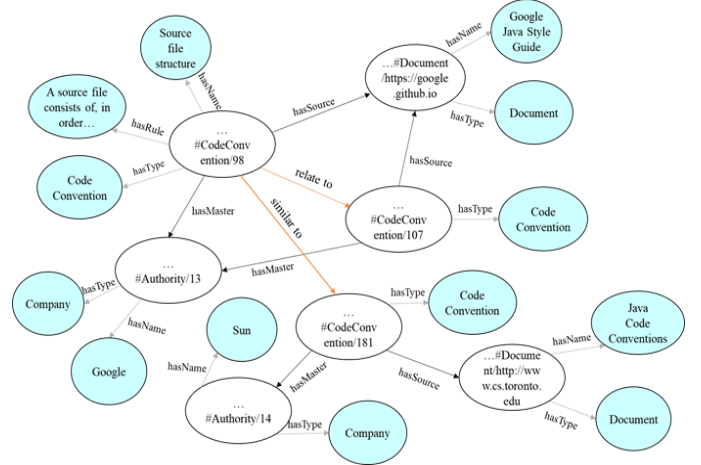 Source
file
structure
hasName
A source file
consists of, in
order…
hasRule
…
#CodeConv
ention/98
hasType
Code
Convention
hasSource
…#Document
/https://google
.github.io
hasName
Google
Java Style
Guide
hasType
Document
hasSource
relate to
similar to
…
#CodeConv
ention/107
hasType
Code
Convention
hasMaster
hasMaster
…
#Authority/13
hasType
Company
hasName
Google
…
#CodeConv
ention/181
hasType
Code
Convention
hasMaster
hasSource
Sun
hasName
…
#Authority/14
hasType
Company
…#Docume
nt/http://ww
w.cs.toronto.
edu
hasName
Java
Code
Conventions
hasType
Document